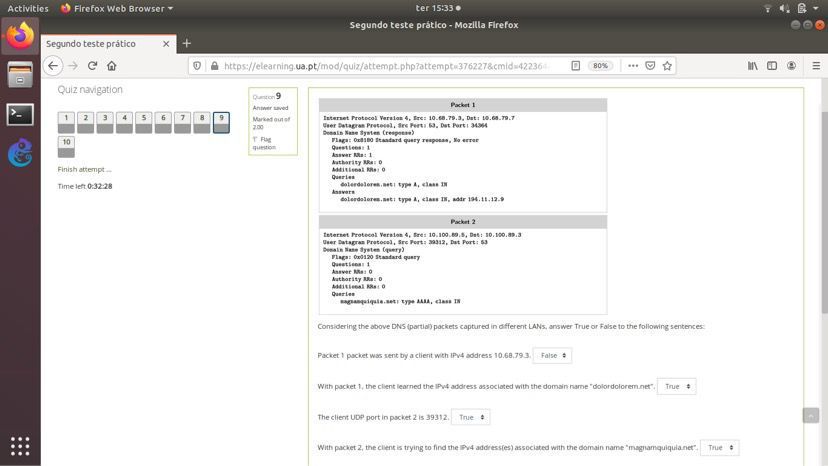 Activities
Firefox Web Browser
ter 15:33
Segundo teste prático - Mozilla Firefox
Segundo teste prático
https://elearning.ua.pt/mod/quiz/attempt.php?attempt=376227&cmid=42236
80%
Quiz navigation
1 2 3 4 5 6 7 8 9
10
Finish attempt ...
Time left 0:32:28
Question 9
Answer saved
Marked out of
2.00
Flag
question
Packet 1
Internet Protocol Version 4, Src: 10.68.79.3, Dst: 10.68.79.7
User Datagram Protocol, Src Port: 53, Dst Port: 34364
Domain Name System (response)
Flags: 0x8180 Standard query response, No error
Questions: 1
Answer RRs: 1
Authority RRs: 0
Additional RRs: 0
Queries
dolordolorem.net: type A, class IN
Answers
dolordolorem.net: type A, class IN, addr 194.11.12.9
Packet 2
Internet Protocol Version 4, Src: 10.100.89.5, Dst: 10.100.89.3
User Datagram Protocol, Src Port: 39312, Dst Port: 53
Domain Name System (query)
Flags: 0x0120 Standard query
Questions: 1
Answer RRs: 0
Authority RRs: 0
Additional RRs: 0
Queries
magnamquiquia.net: type AAAA, class IN
Considering the above DNS (partial) packets captured in different LANs, answer True or False to the following sentences:
Packet 1 packet was sent by a client with IPv4 address 10.68.79.3. False
With packet 1, the client learned the IPv4 address associated with the domain name "dolordolorem.net". True
The client UDP port in packet 2 is 39312. True
With packet 2, the client is trying to find the IPv4 address(es) associated with the domain name "magnamquiquia.net". True